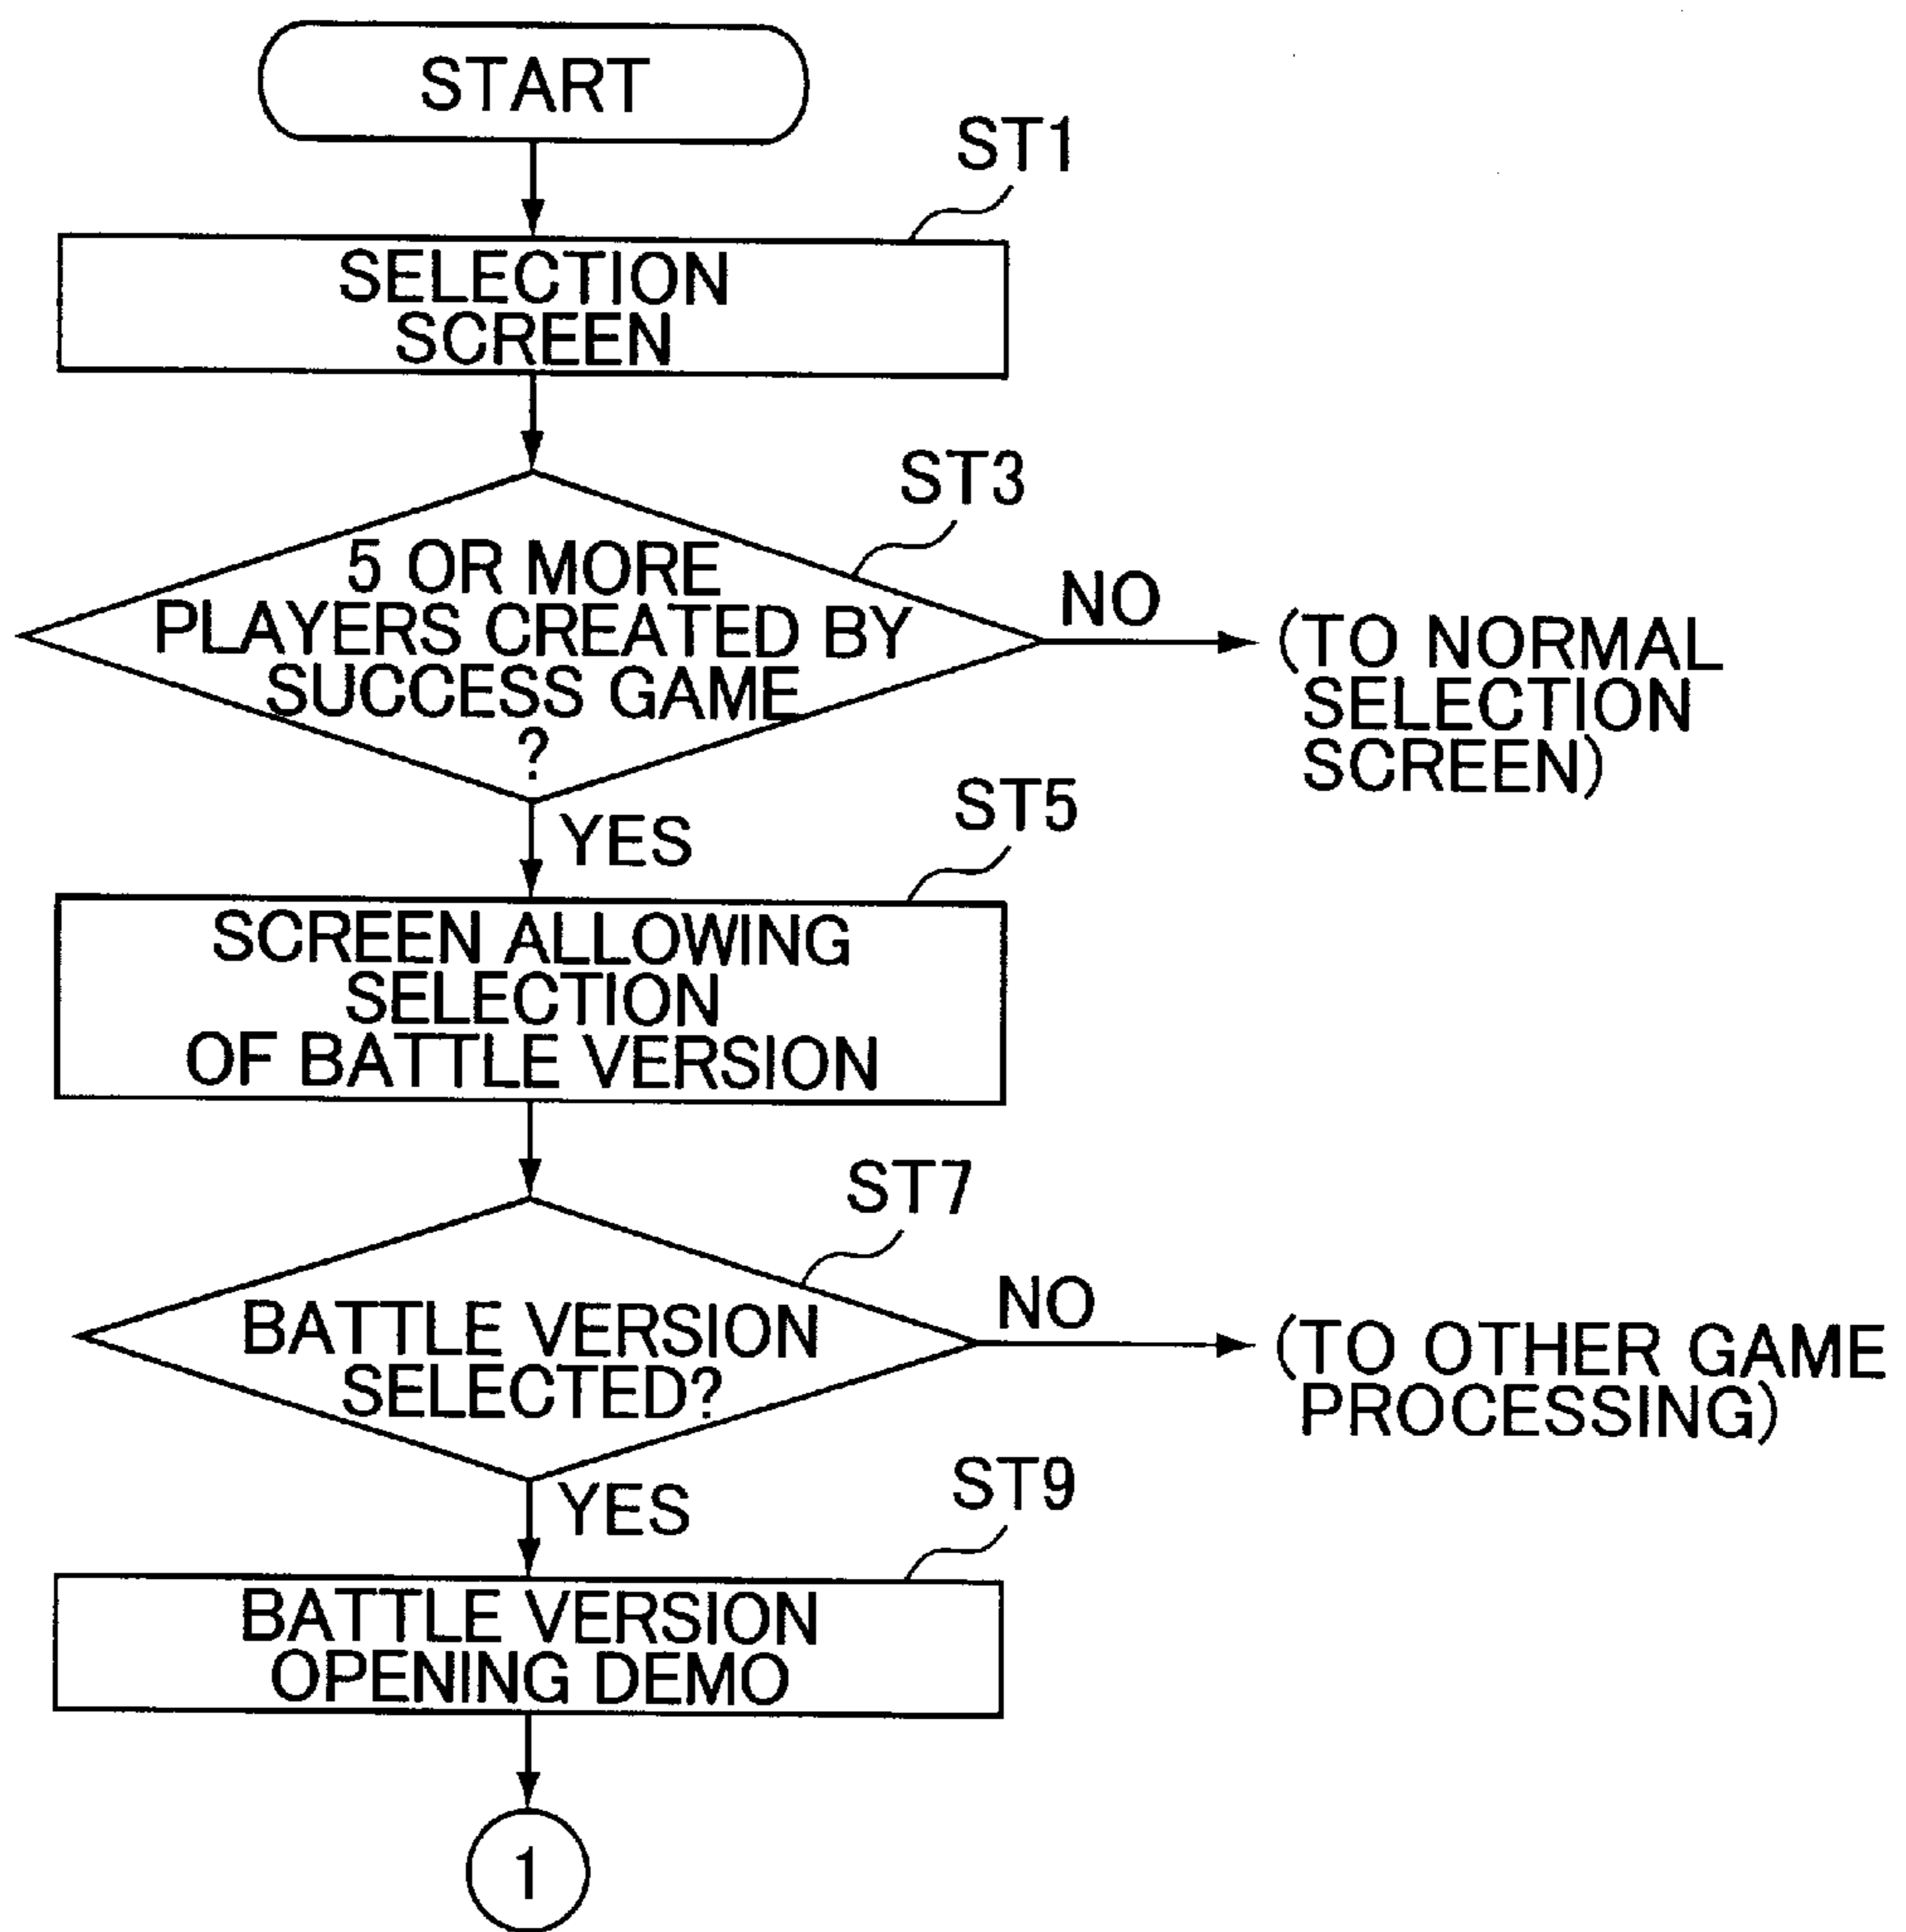 START
ST1
SELECTION
SCREEN
ST3
5 OR MORE
PLAYERS CREATED BY
SUCCESS GAME
?
NO
(TO NORMAL
SELECTION
SCREEN)
YES
ST5
SCREEN ALLOWING
SELECTION
OF BATTLE VERSION
ST7
BATTLE VERSION
SELECTED?
NO
(TO OTHER GAME
PROCESSING)
YES
ST9
BATTLE VERSION
OPENING DEMO
1